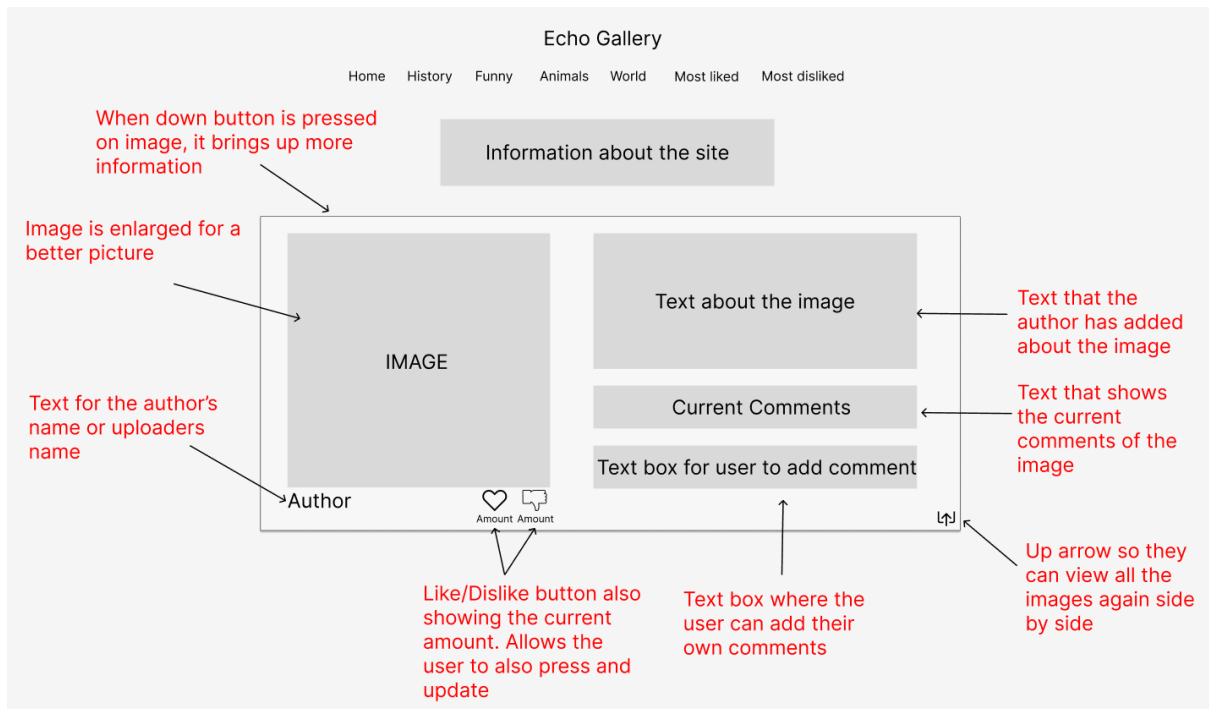 Echo Gallery
Home History Funny Animals World Most liked Most disliked
When down button is pressed
on image, it brings up more
information
Information about the site
Image is enlarged for a
better picture
IMAGE
Text about the image
Text that the
author has added
about the image
Current Comments
Text that shows
the current
comments of the
image
Text for the author's
name or uploaders
name
Text box for user to add comment
Author
Amount Amount
Like/Dislike button also
showing the current
amount. Allows the
user to also press and
update
Text box where the
user can add their
own comments
Up arrow so they
can view all the
images again side
by side